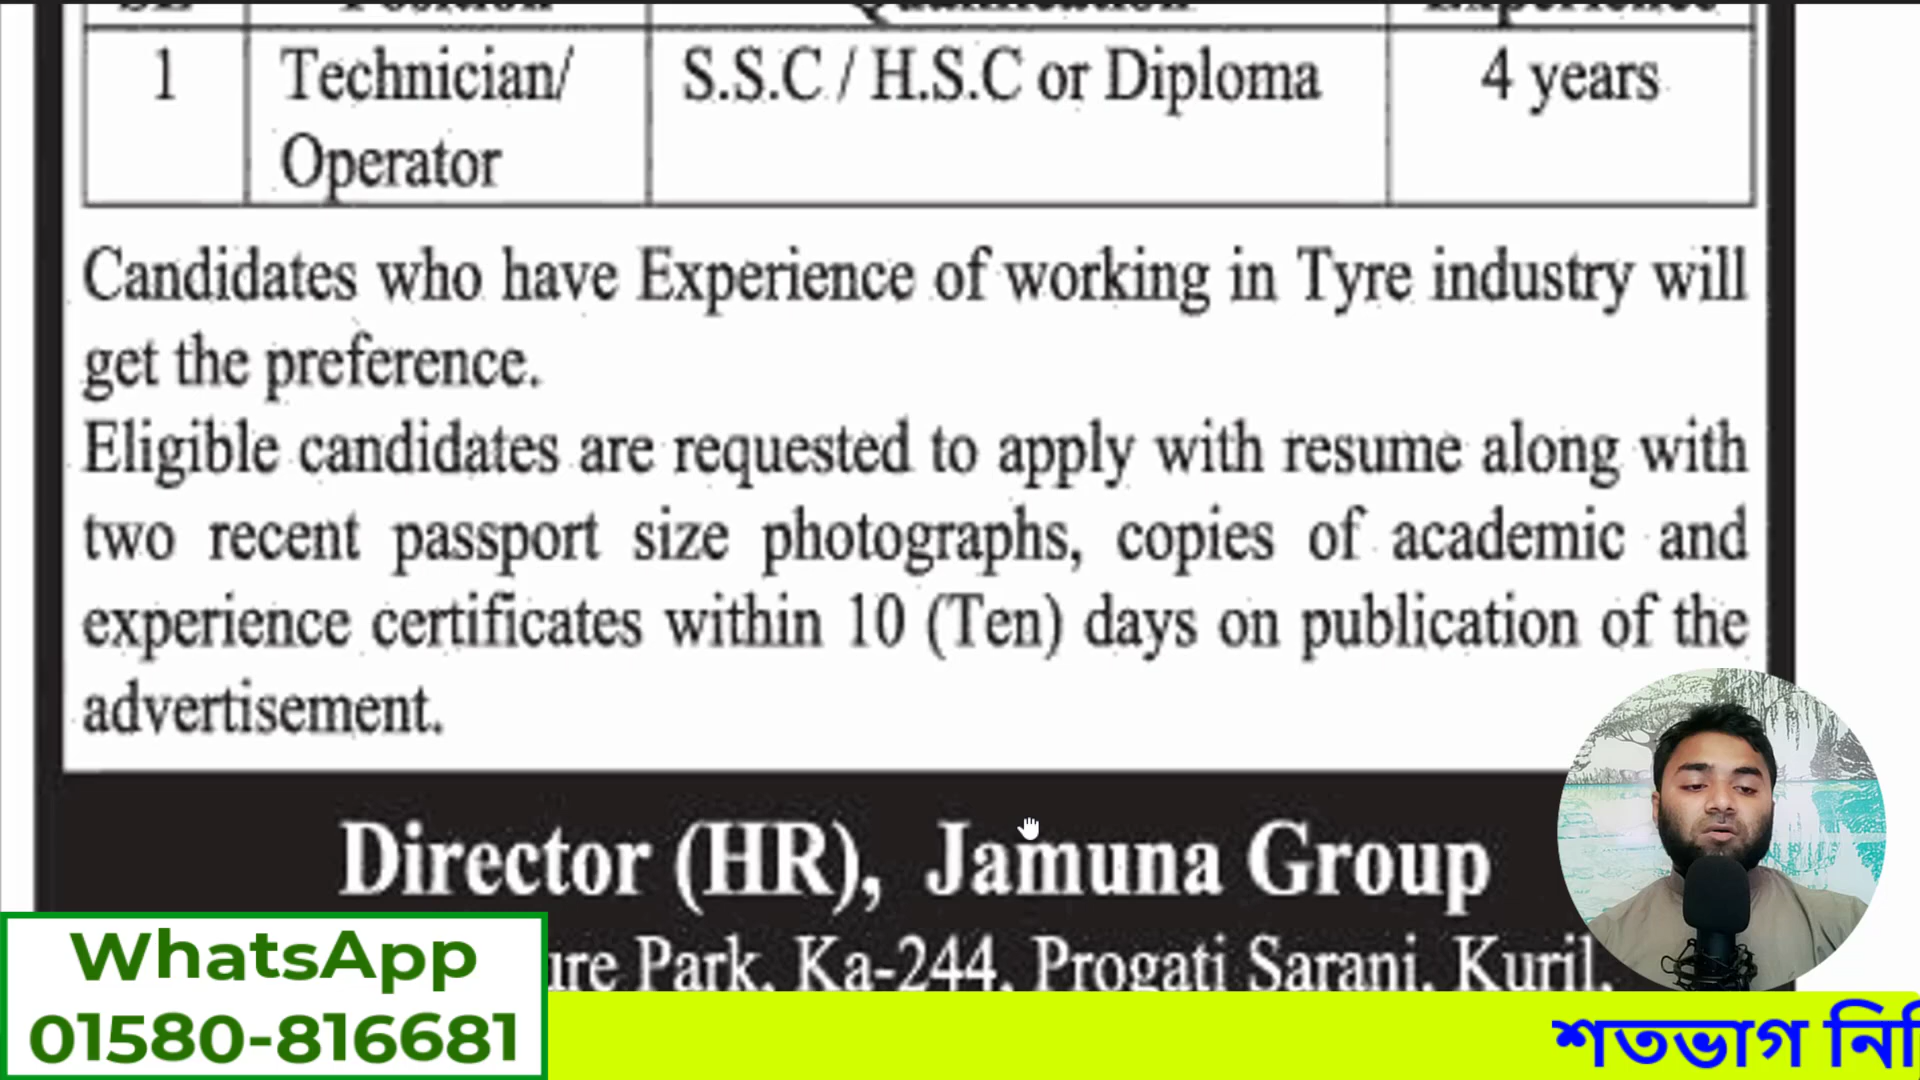 1 Technician/ S.S.C / H.S.C or Diploma 4 years
Operator
Candidates who have Experience of working in Tyre industry will
get the preference.
Eligible candidates are requested to apply with resume along with
two recent passport size photographs, copies of academic and
experience certificates within 10 (Ten) days on publication of the
advertisement.
Director (HR), Jamuna Group
Park, Ka-244, Progati Sarani, Kuril,
WhatsApp
01580-816681
শতভাগ